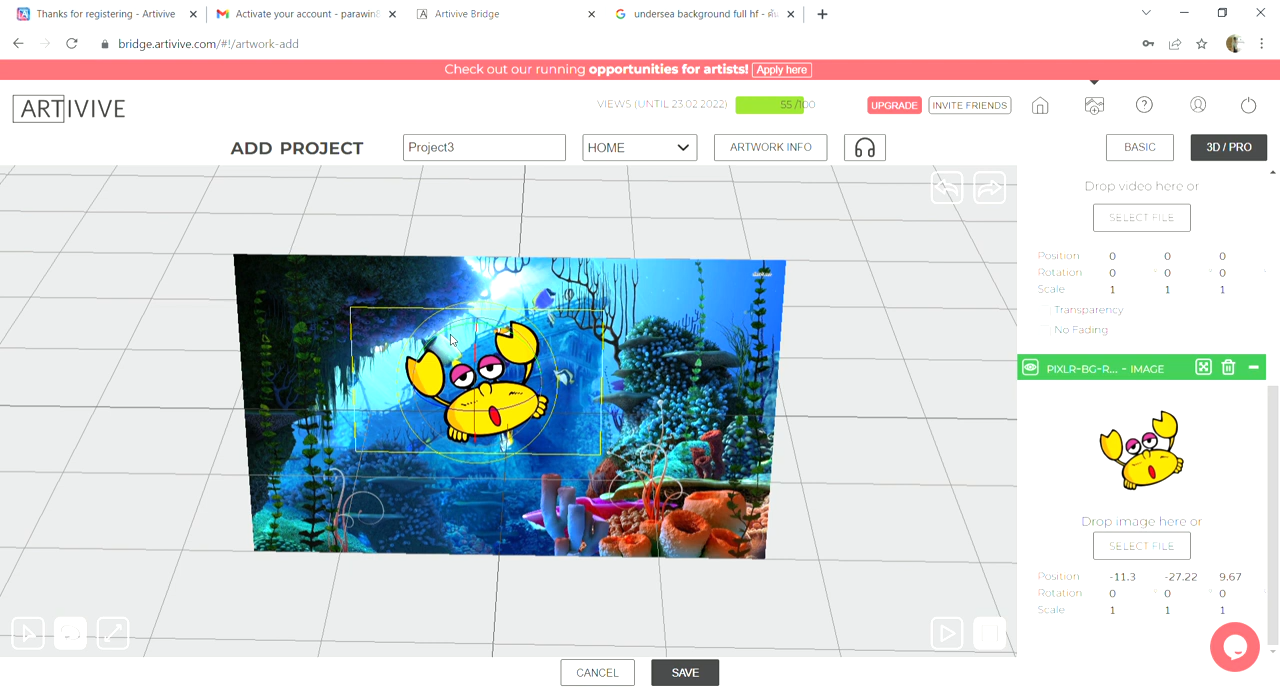 Thanks for registering - Artivive
Activate your account - parawin8
Artivive Bridge
undersea background full hf - ค้น
bridge.artivive.com/#!/artwork-add
Check out our running opportunities for artists! Apply here
ARTIVIVE
VIEWS (UNTIL 23.02.2022)
55 /100
UPGRADE
INVITE FRIENDS
ADD PROJECT
Project3
HOME
ARTWORK INFO
BASIC
3D / PRO
Drop video here or
SELECT FILE
Position 0 0 0
Rotation 0 ° 0 ° 0 °
Scale 1 1 1
Transparency
No Fading
PIXLR-BG-R... - IMAGE
Drop image here or
SELECT FILE
Position -11.3 -27.22 9.67
Rotation 0 ° 0 ° 0 °
Scale 1 1 1
CANCEL
SAVE